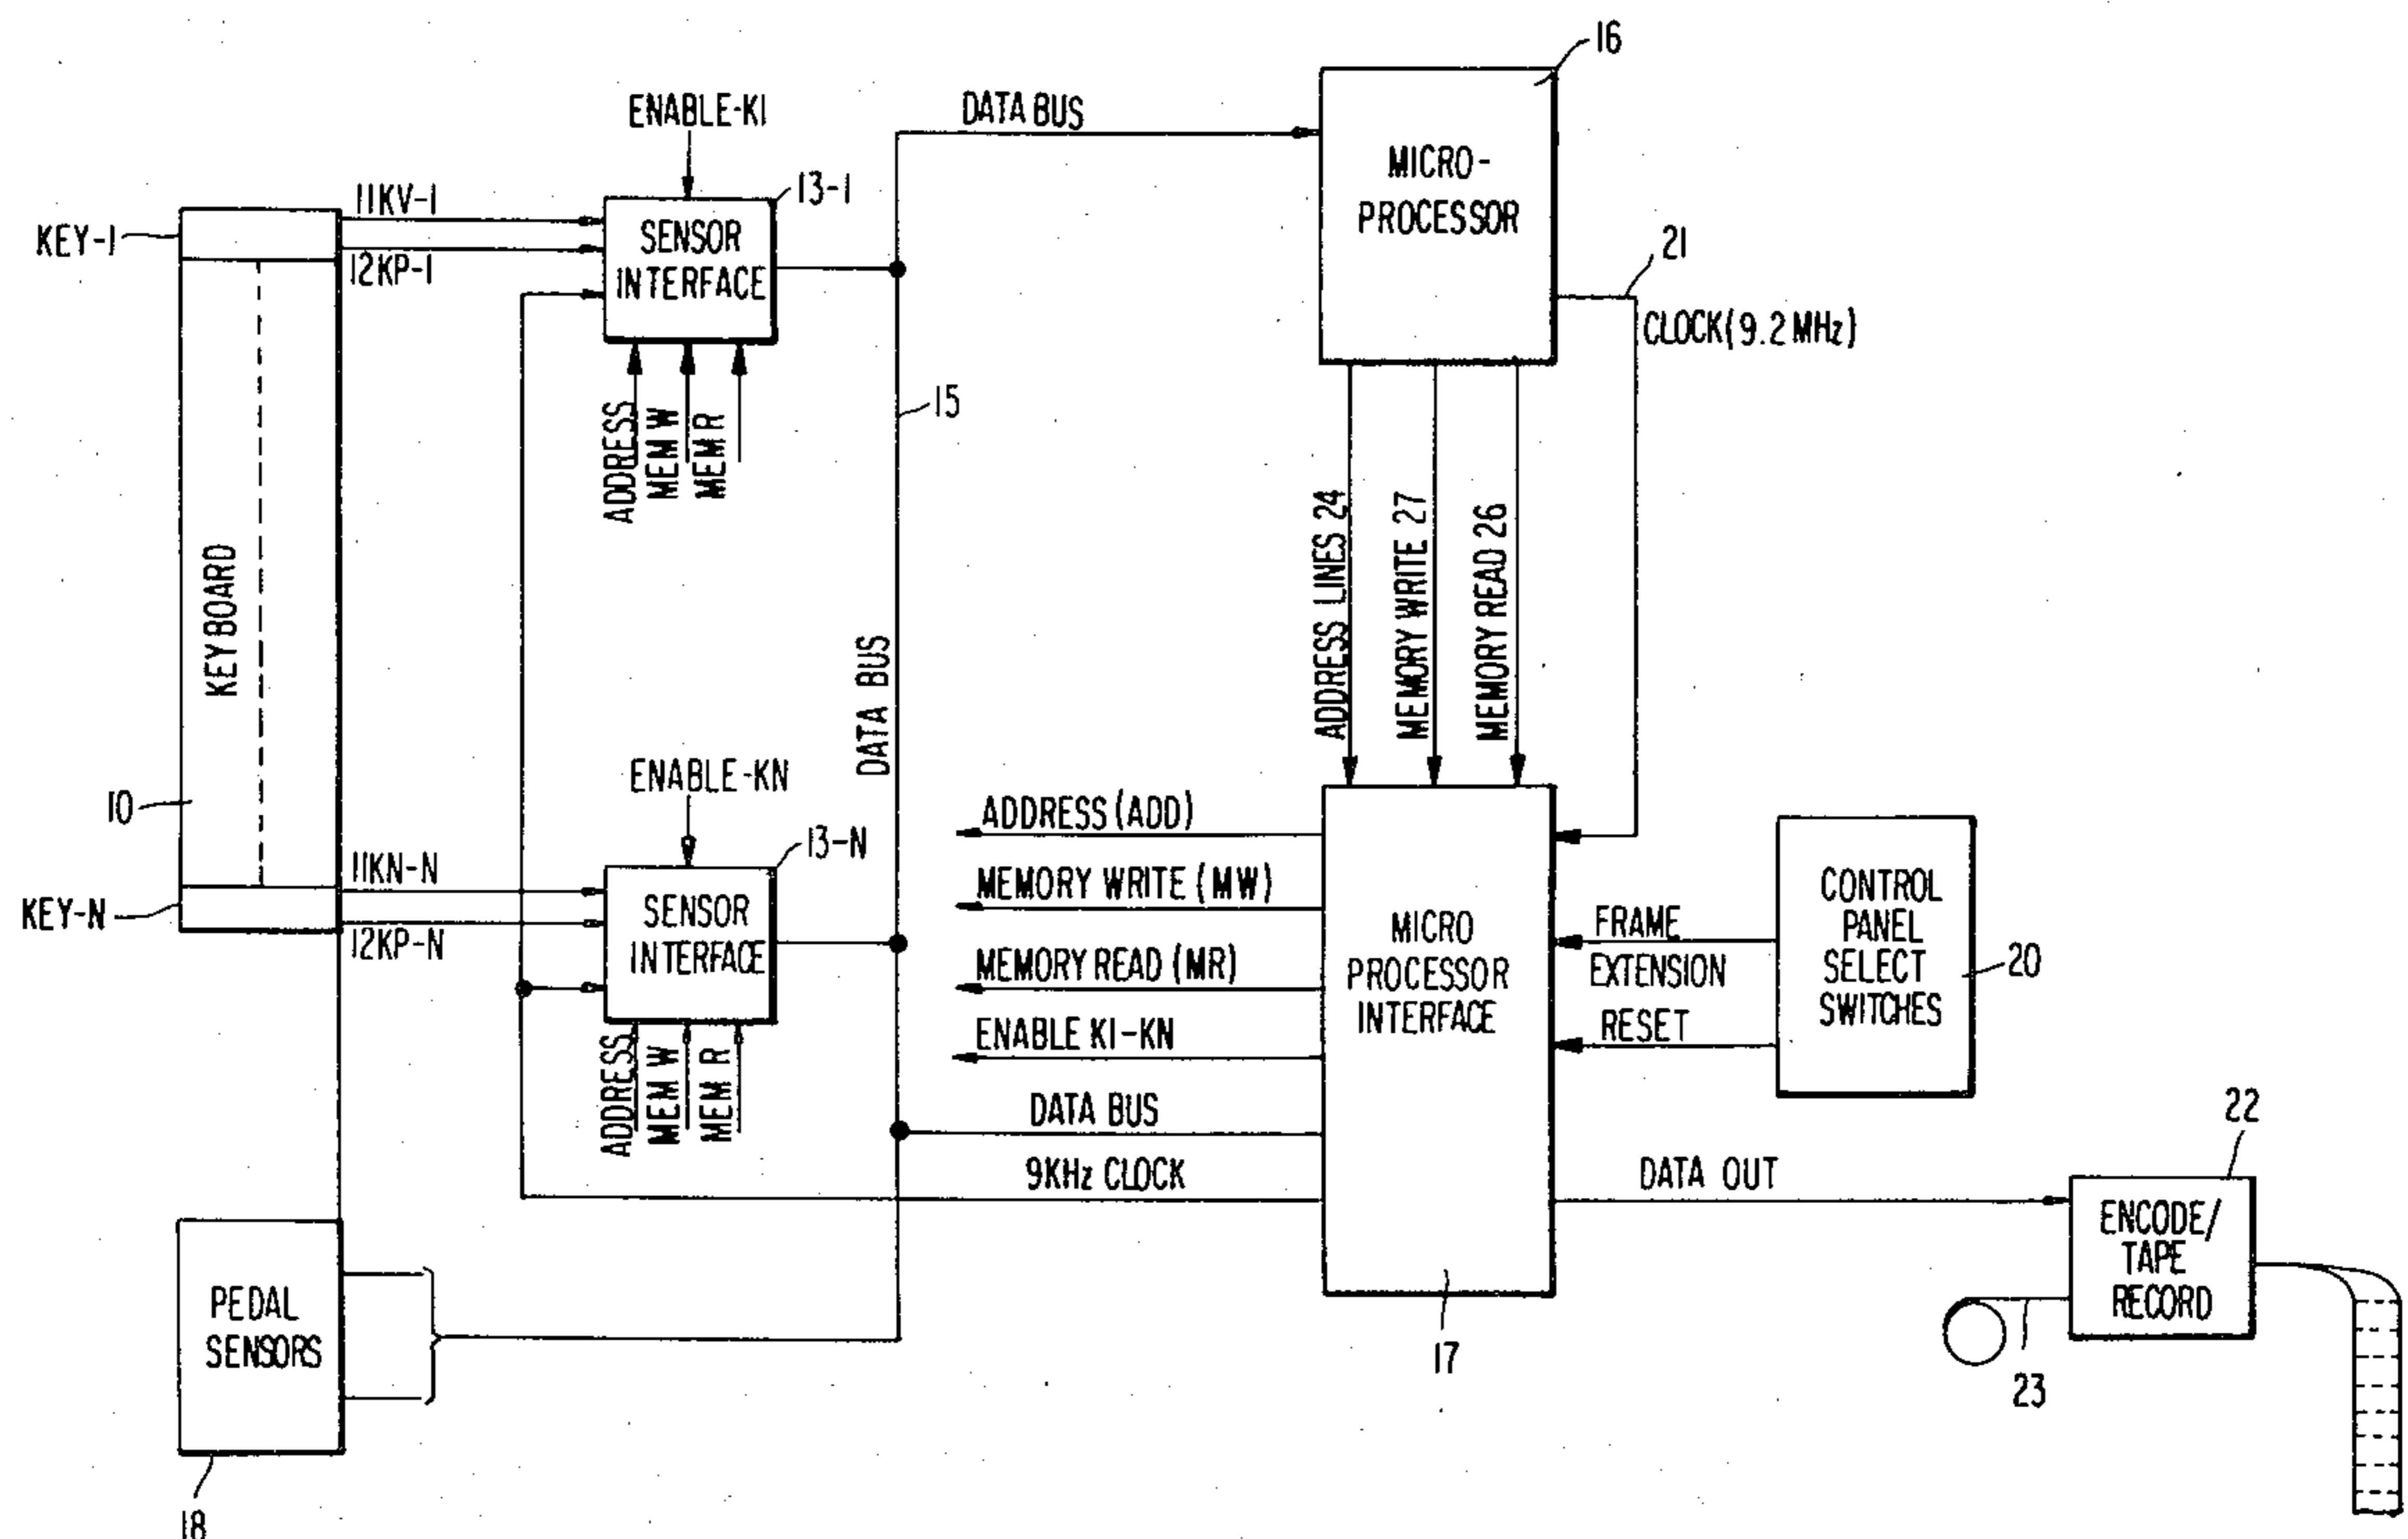 16
ENABLE-K1
DATA BUS
MICRO-
PROCESSOR
13-1
11KV-1
KEY-1
12KP-1
SENSOR
INTERFACE
21
CLOCK (9.2 MHz)
ADDRESS
MEM W
MEM R
15
KEYBOARD
DATA BUS
ADDRESS LINES 24
MEMORY WRITE 27
MEMORY READ 26
10
ENABLE-KN
13-N
11KN-N
KEY-N
12KP-N
SENSOR
INTERFACE
ADDRESS
MEM W
MEM R
ADDRESS (ADD)
MEMORY WRITE (MW)
MEMORY READ (MR)
ENABLE K1-KN
DATA BUS
9KHz CLOCK
MICRO
PROCESSOR
INTERFACE
17
FRAME
EXTENSION
RESET
CONTROL
PANEL
SELECT
SWITCHES
20
DATA OUT
22
ENCODE/
TAPE
RECORD
23
PEDAL
SENSORS
18